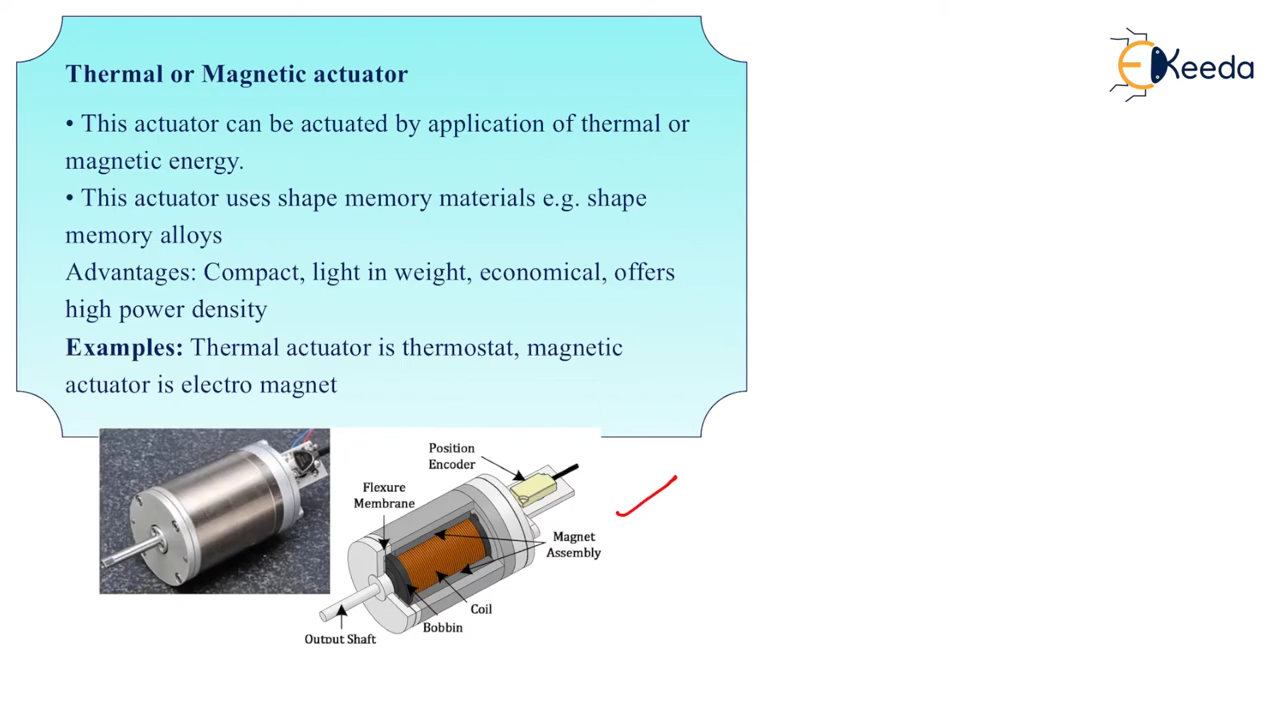 Thermal or Magnetic actuator
• This actuator can be actuated by application of thermal or
magnetic energy.
• This actuator uses shape memory materials e.g. shape
memory alloys
Advantages: Compact, light in weight, economical, offers
high power density
Examples: Thermal actuator is thermostat, magnetic
actuator is electro magnet
EKeeda
Position
Encoder
Flexure
Membrane
Magnet
Assembly
Coil
Bobbin
Output Shaft